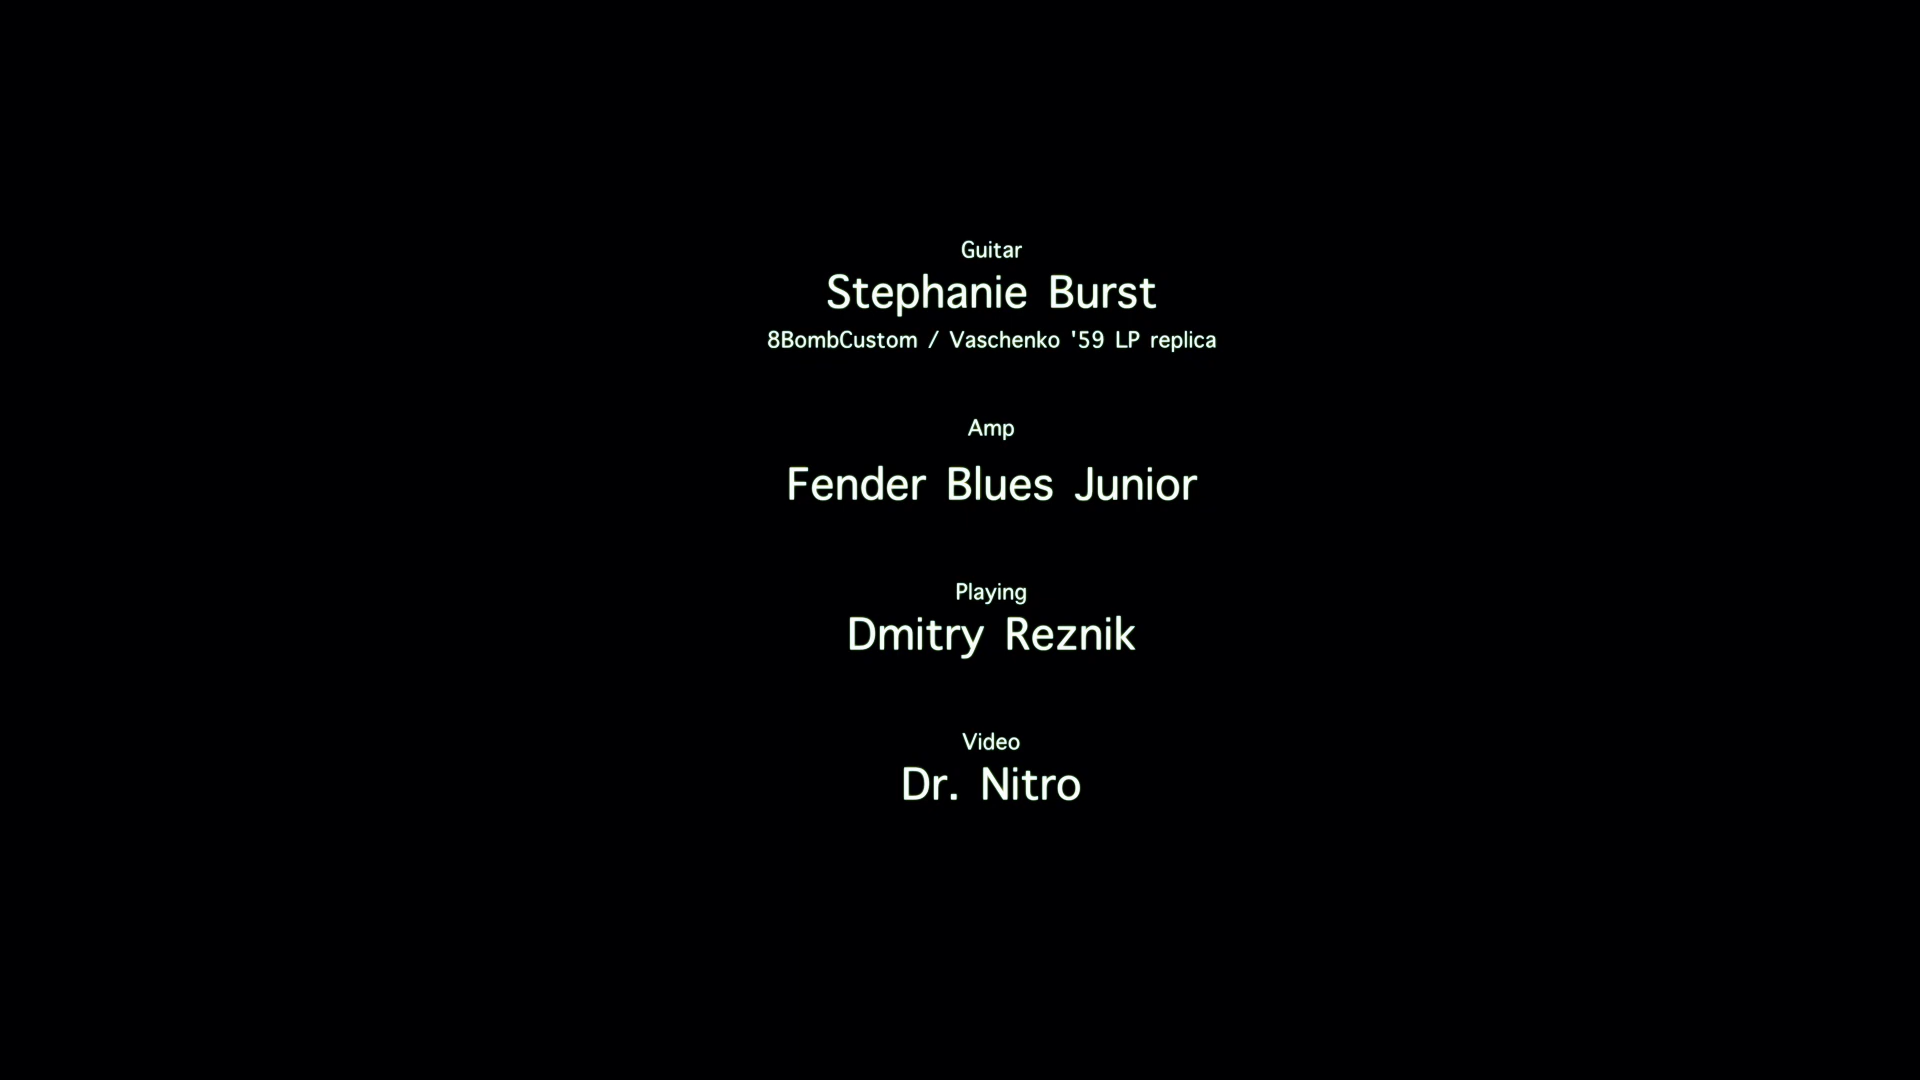 Guitar
Stephanie Burst
8BombCustom / Vaschenko '59 LP replica
Amp
Fender Blues Junior
Playing
Dmitry Reznik
Video
Dr. Nitro